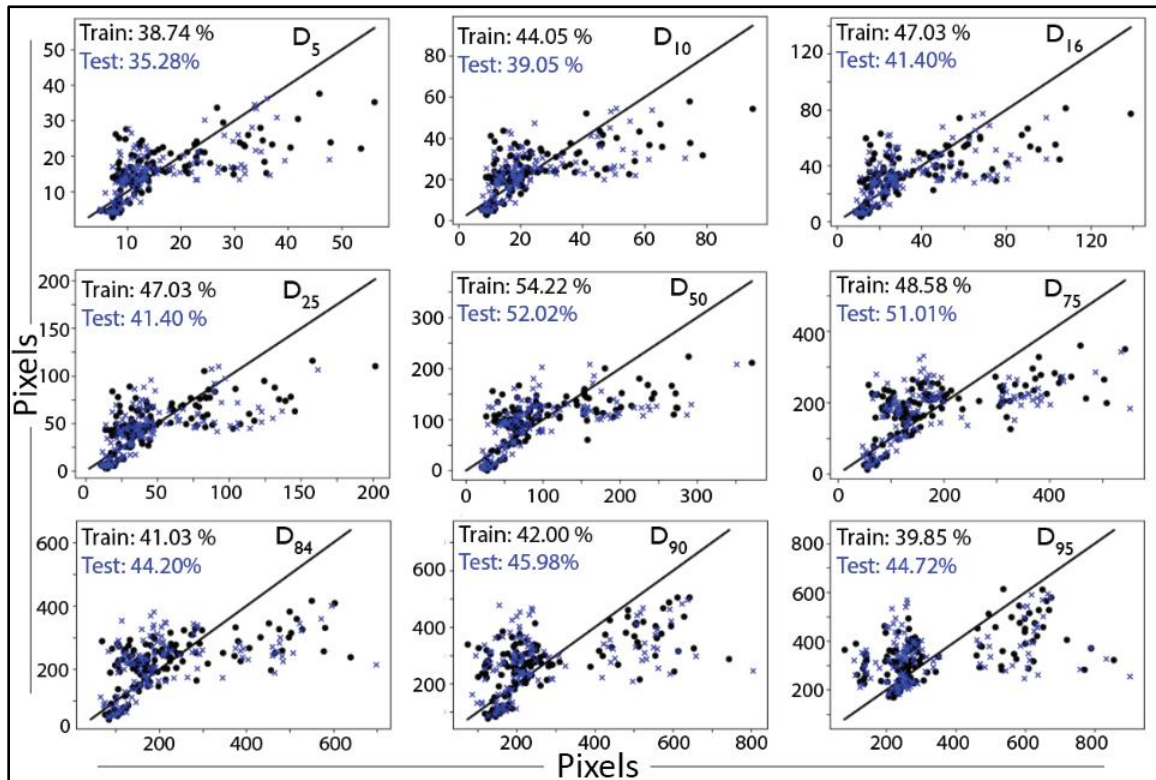 Pixels
Train: 38.74 %
Test: 35.28%
D5
50
40
30
20
10
10 20 30 40 50
Train: 44.05 %
Test: 39.05 %
D10
80
60
40
20
0
0 20 40 60 80
Train: 47.03 %
Test: 41.40%
D16
120
80
40
0
0 40 80 120
Train: 47.03 %
Test: 41.40 %
D25
200
150
100
50
0
0 50 100 150 200
Train: 54.22 %
Test: 52.02%
D50
300
200
100
0
0 100 200 300
Train: 48.58 %
Test: 51.01%
D75
400
200
0
0 200 400
Train: 41.03 %
Test: 44.20%
D84
600
400
200
0
200 400 600
Train: 42.00 %
Test: 45.98%
D90
600
400
200
0 200 400 600 800
Train: 39.85 %
Test: 44.72%
D95
800
600
400
200
200 400 600 800
Pixels